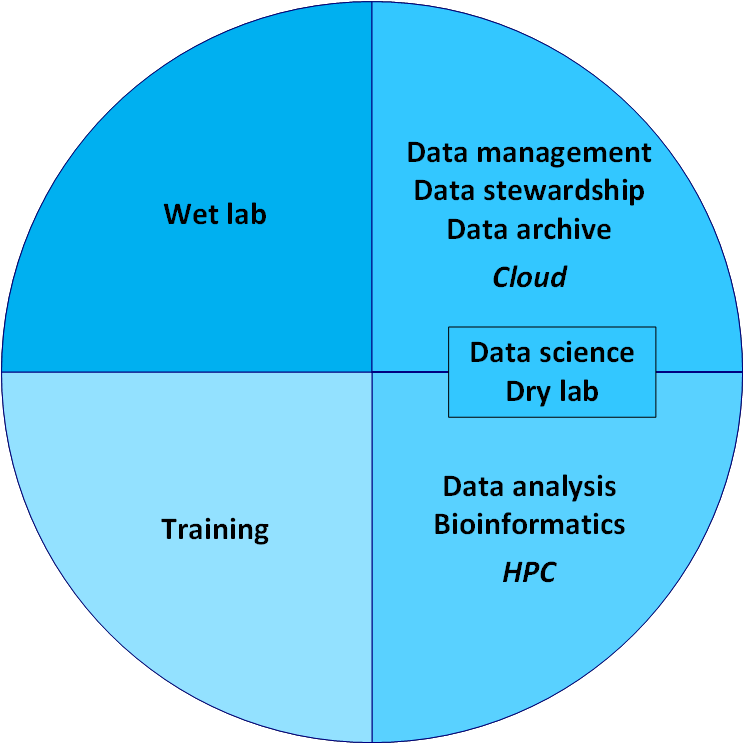 Wet lab
Data management
Data stewardship
Data archive
Cloud
Data science
Dry lab
Training
Data analysis
Bioinformatics
HPC